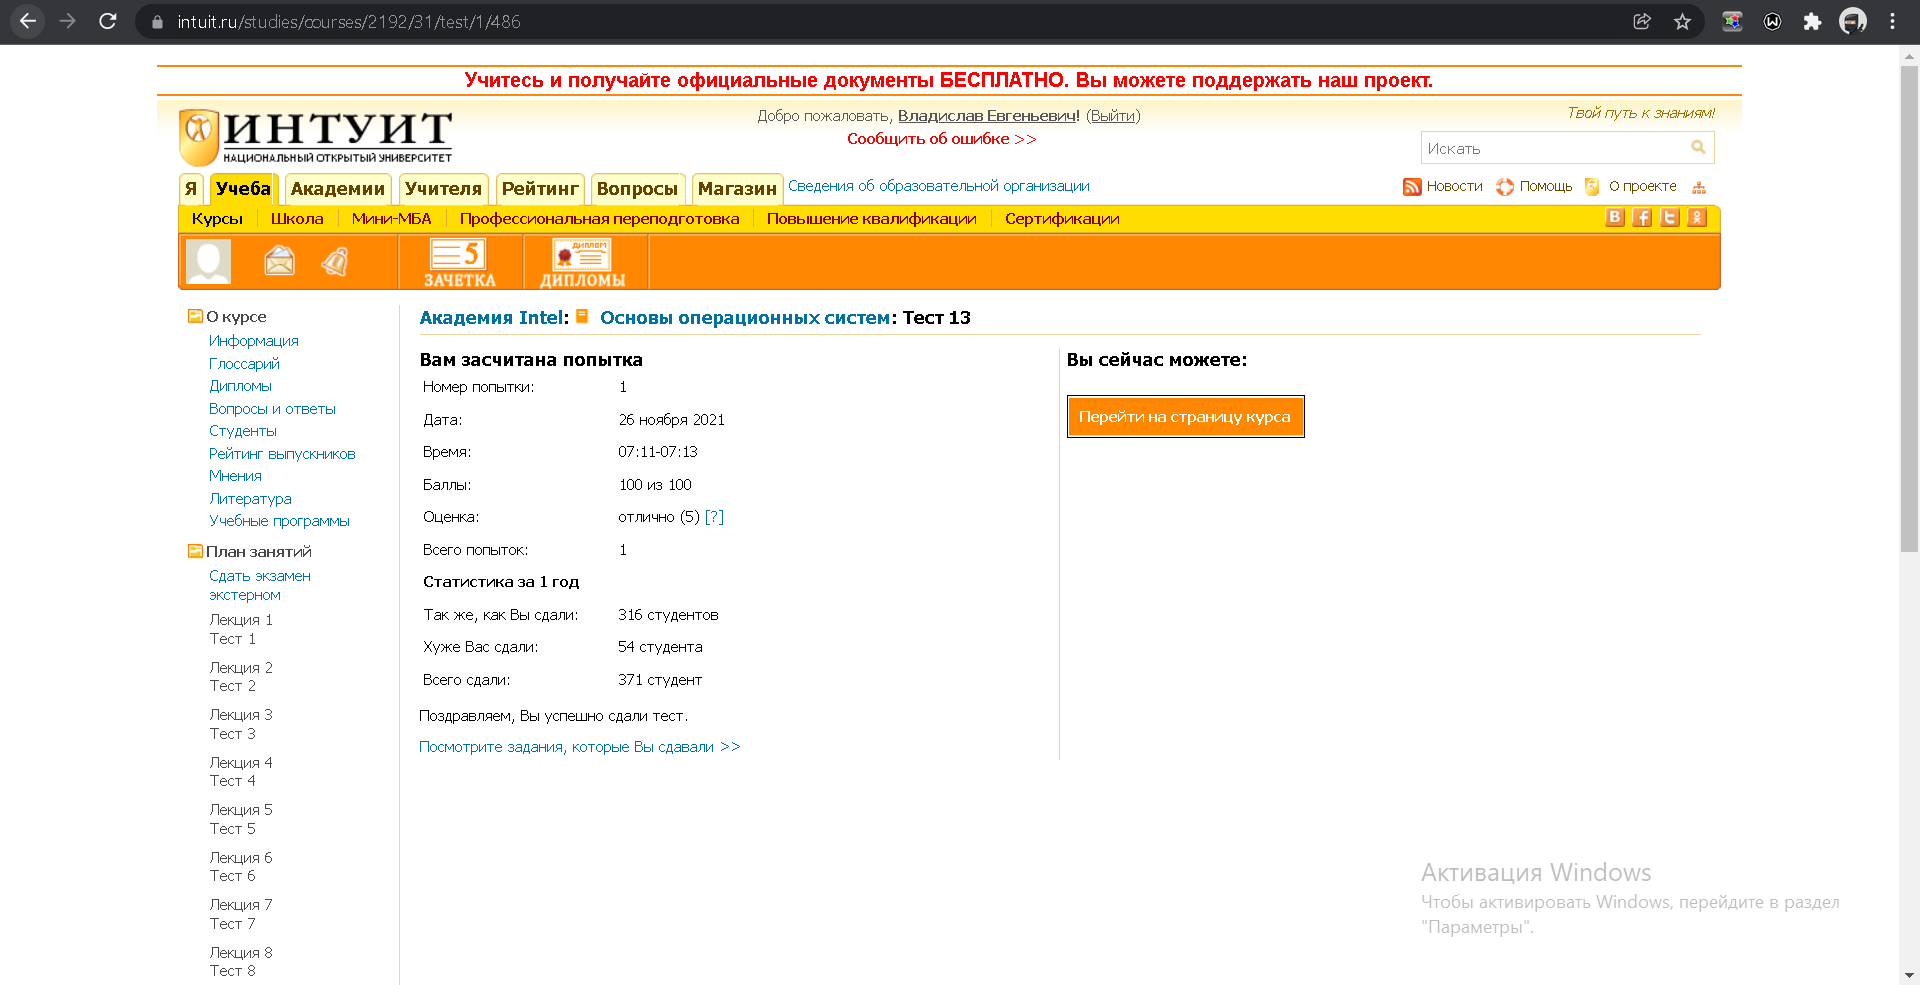 intuit.ru/studies/courses/2192/31/test/1/486
Учитесь и получайте официальные документы БЕСПЛАТНО. Вы можете поддержать наш проект.
ИНТУИТ
НАЦИОНАЛЬНЫЙ ОТКРЫТЫЙ УНИВЕРСИТЕТ
Добро пожаловать, Владислав Евгеньевич! (Выйти)
Сообщить об ошибке >>
Твой путь к знаниям!
Искать
Я Учеба Академии Учителя Рейтинг Вопросы Магазин Сведения об образовательной организации
Новости Помощь О проекте
Курсы Школа Мини-МБА Профессиональная переподготовка Повышение квалификации Сертификации
5
ЗАЧЕТКА
ДИПЛОМ
ДИПЛОМЫ
О курсе
Информация
Глоссарий
Дипломы
Вопросы и ответы
Студенты
Рейтинг выпускников
Мнения
Литература
Учебные программы
План занятий
Сдать экзамен
экстерном
Лекция 1
Тест 1
Лекция 2
Тест 2
Лекция 3
Тест 3
Лекция 4
Тест 4
Лекция 5
Тест 5
Лекция 6
Тест 6
Лекция 7
Тест 7
Лекция 8
Тест 8
Академия Intel: Основы операционных систем: Тест 13
Вам засчитана попытка
Номер попытки: 1
Дата: 26 ноября 2021
Время: 07:11-07:13
Баллы: 100 из 100
Оценка: отлично (5) [?]
Всего попыток: 1
Статистика за 1 год
Так же, как Вы сдали: 316 студентов
Хуже Вас сдали: 54 студента
Всего сдали: 371 студент
Поздравляем, Вы успешно сдали тест.
Посмотрите задания, которые Вы сдавали >>
Вы сейчас можете:
Перейти на страницу курса
Активация Windows
Чтобы активировать Windows, перейдите в раздел
"Параметры".